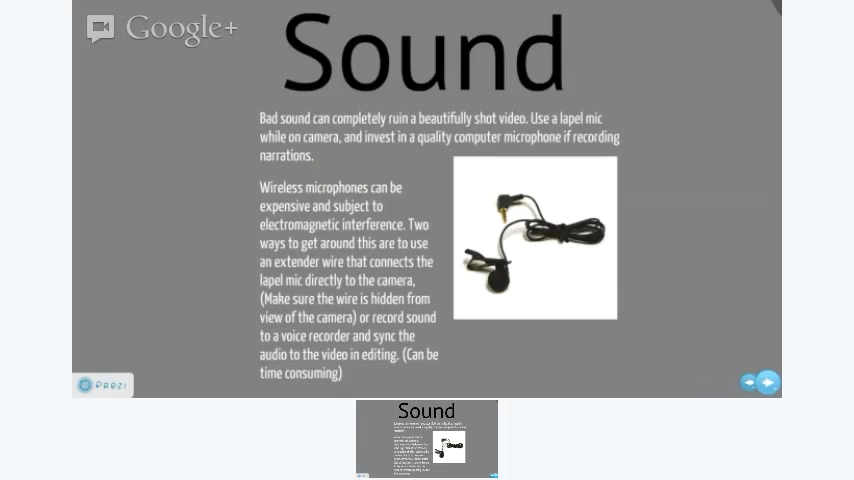 Google+
Sound
Bad sound can completely ruin a beautifully shot video. Use a lapel mic
while on camera, and invest in a quality computer microphone if recording
narrations.
Wireless microphones can be
expensive and subject to
electromagnetic interference. Two
ways to get around this are to use
an extender wire that connects the
lapel mic directly to the camera,
(Make sure the wire is hidden from
view of the camera) or record sound
to a voice recorder and sync the
audio to the video in editing. (Can be
time consuming)
Prezi
Sound